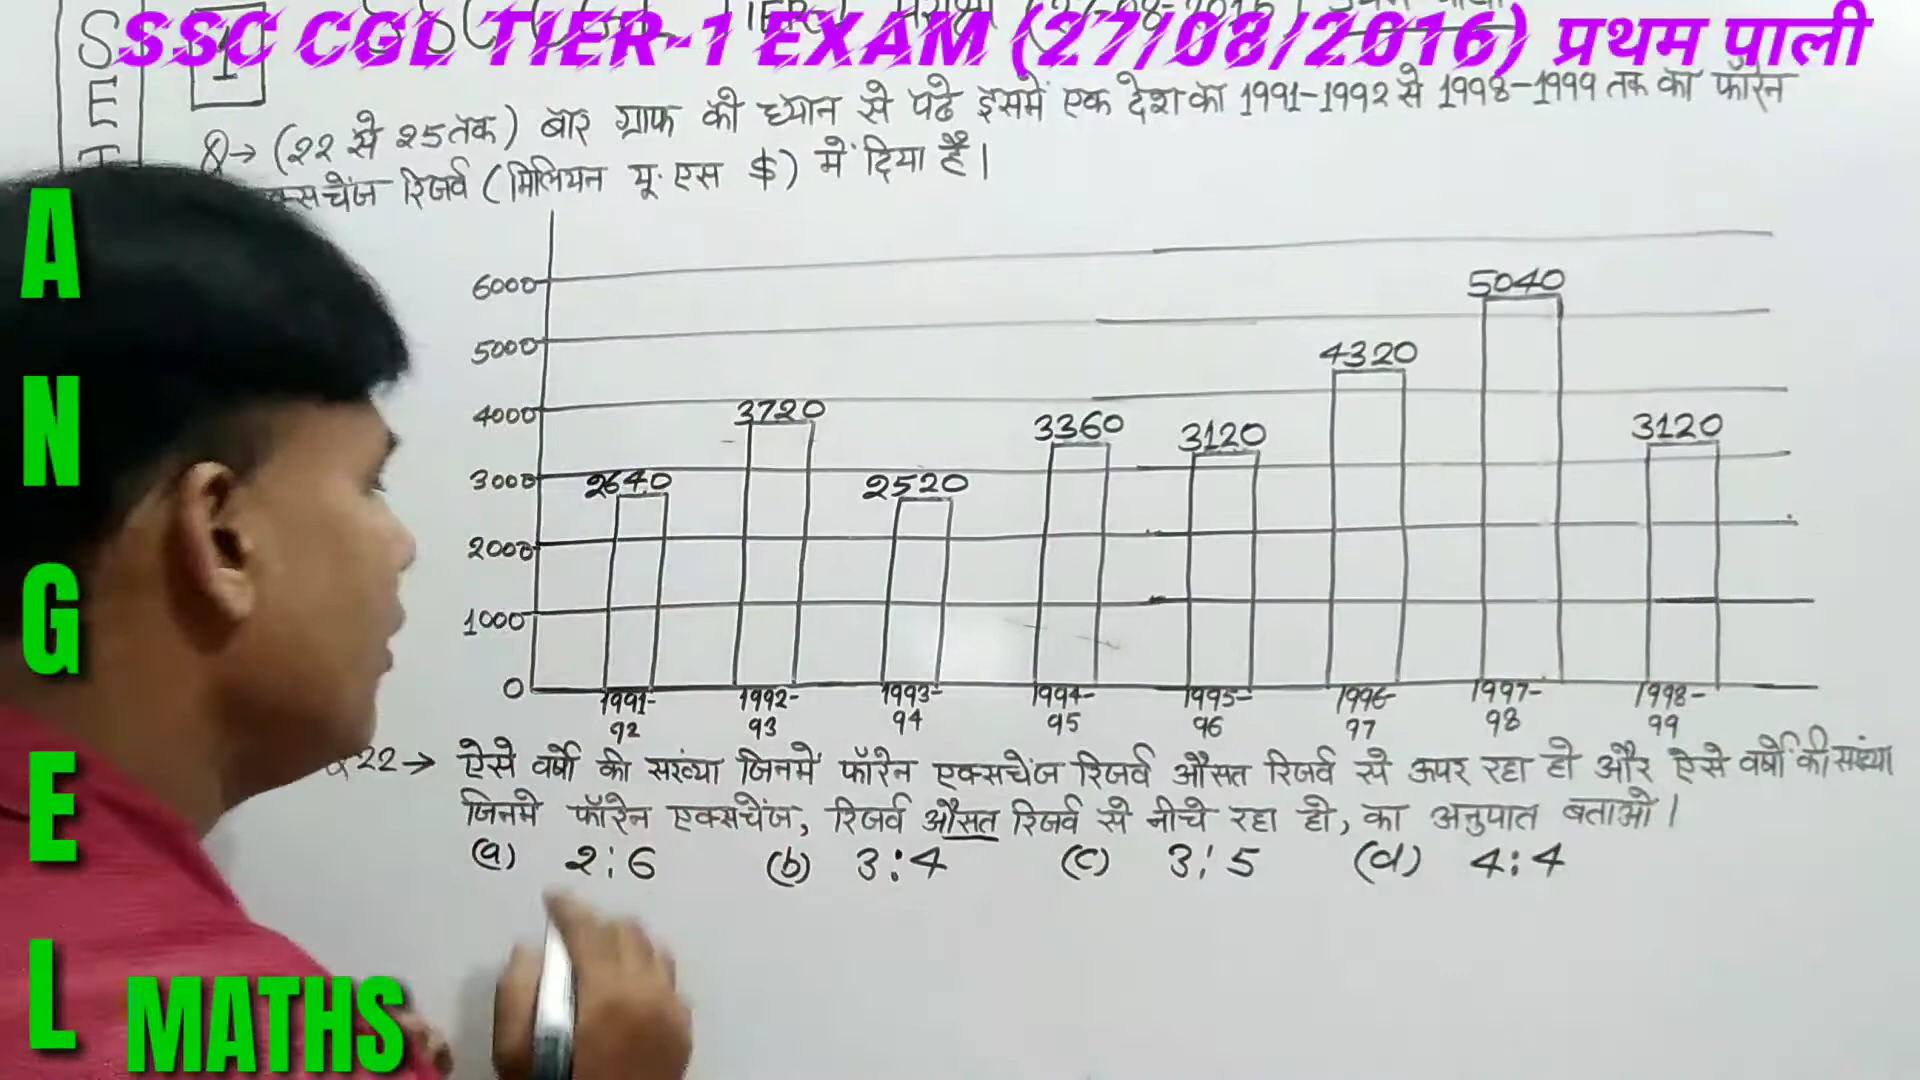 SSC CGL TIER-1 EXAM (27/08/2016) प्रथम पाली
SET
1
Q→ (22 से 25 तक) बार ग्राफ को ध्यान से पढे इसमें एक देश का 1991-1992 से 1998-1999 तक का फॉरेन
क्सचेंज रिजर्व (मिलियन यू. एस $) में दिया है।
6000
5000
4000
3000
2000
1000
0
2640
3720
2520
3360
3120
4320
5040
3120
1991-92
1992-93
1993-94
1994-95
1995-96
1996-97
1997-98
1998-99
22→ ऐसे वर्षो की सरंव्या जिनमें फॉरेन एक्सचेंज रिजर्व औसत रिजर्व से ऊपर रहा हो और ऐसे वर्षों की संख्या
जिनमे फॉरेन एक्सचेंज, रिजर्व औसत रिजर्व से नीचे रहा हो, का अनुपात बताओ।
(a) 2:6 (b) 3:4 (c) 3:5 (d) 4:4
ANGEL
MATHS